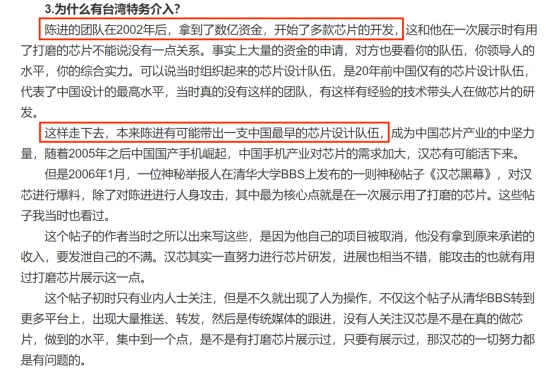 3.为什么有台湾特务介入？
陈进的团队在2002年后，拿到了数亿资金，开始了多款芯片的开发，这和他在一次展示时有用
了打磨的芯片不能说没有一点关系。事实上大量的资金的申请，对方也要看你的队伍，你领导人的
水平，你的综合实力。可以说当时组织起来的芯片设计队伍，是20年前中国仅有的芯片设计队伍，
代表了中国设计的最高水平，当时真的没有这样的团队，有这样有经验的技术带头人在做芯片的研
发。
这样走下去，本来陈进有可能带出一支中国最早的芯片设计队伍，成为中国芯片产业的中坚力
量，随着2005年之后中国国产手机崛起，中国手机产业对芯片的需求加大，汉芯有可能活下来。
但是2006年1月，一位神秘举报人在清华大学BBS上发布的一则神秘帖子《汉芯黑幕》，对汉
芯进行爆料，除了对陈进进行人身攻击，其中最为核心点就是在一次展示用了打磨的芯片。这些帖
子我当时也看过。
这个帖子的作者当时之所以出来写这些，是因为他自己的项目被取消，他没有拿到原来承诺的
收入，要发泄自己的不满。汉芯其实一直努力进行芯片研发，进展也相当不错，能攻击的也就有用
过打磨芯片展示这一点。
这个帖子初时只有业内人士关注，但是不久就出现了人为操作，不仅这个帖子从清华BBS转到
更多平台上，出现大量推送、转发，然后是传统媒体的跟进，没有人关注汉芯是不是在真的做芯
片，做到的水平，集中到一个点，是不是有打磨芯片展示过，只要有展示过，那汉芯的一切努力都
是有问题的。